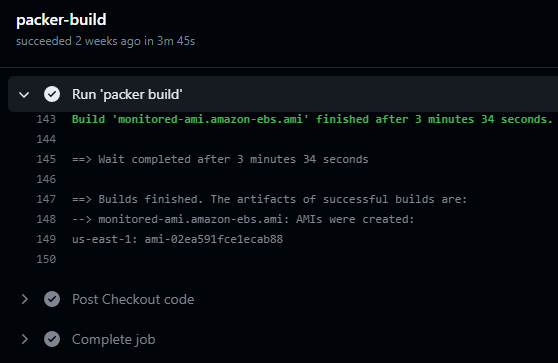 packer-build
succeeded 2 weeks ago in 3m 45s
Run 'packer build'
143 Build 'monitored-ami.amazon-ebs.ami' finished after 3 minutes 34 seconds.
144
145 ==> Wait completed after 3 minutes 34 seconds
146
147 ==> Builds finished. The artifacts of successful builds are:
148 --> monitored-ami.amazon-ebs.ami: AMIs were created:
149 us-east-1: ami-02ea591fce1ecab88
150
Post Checkout code
Complete job